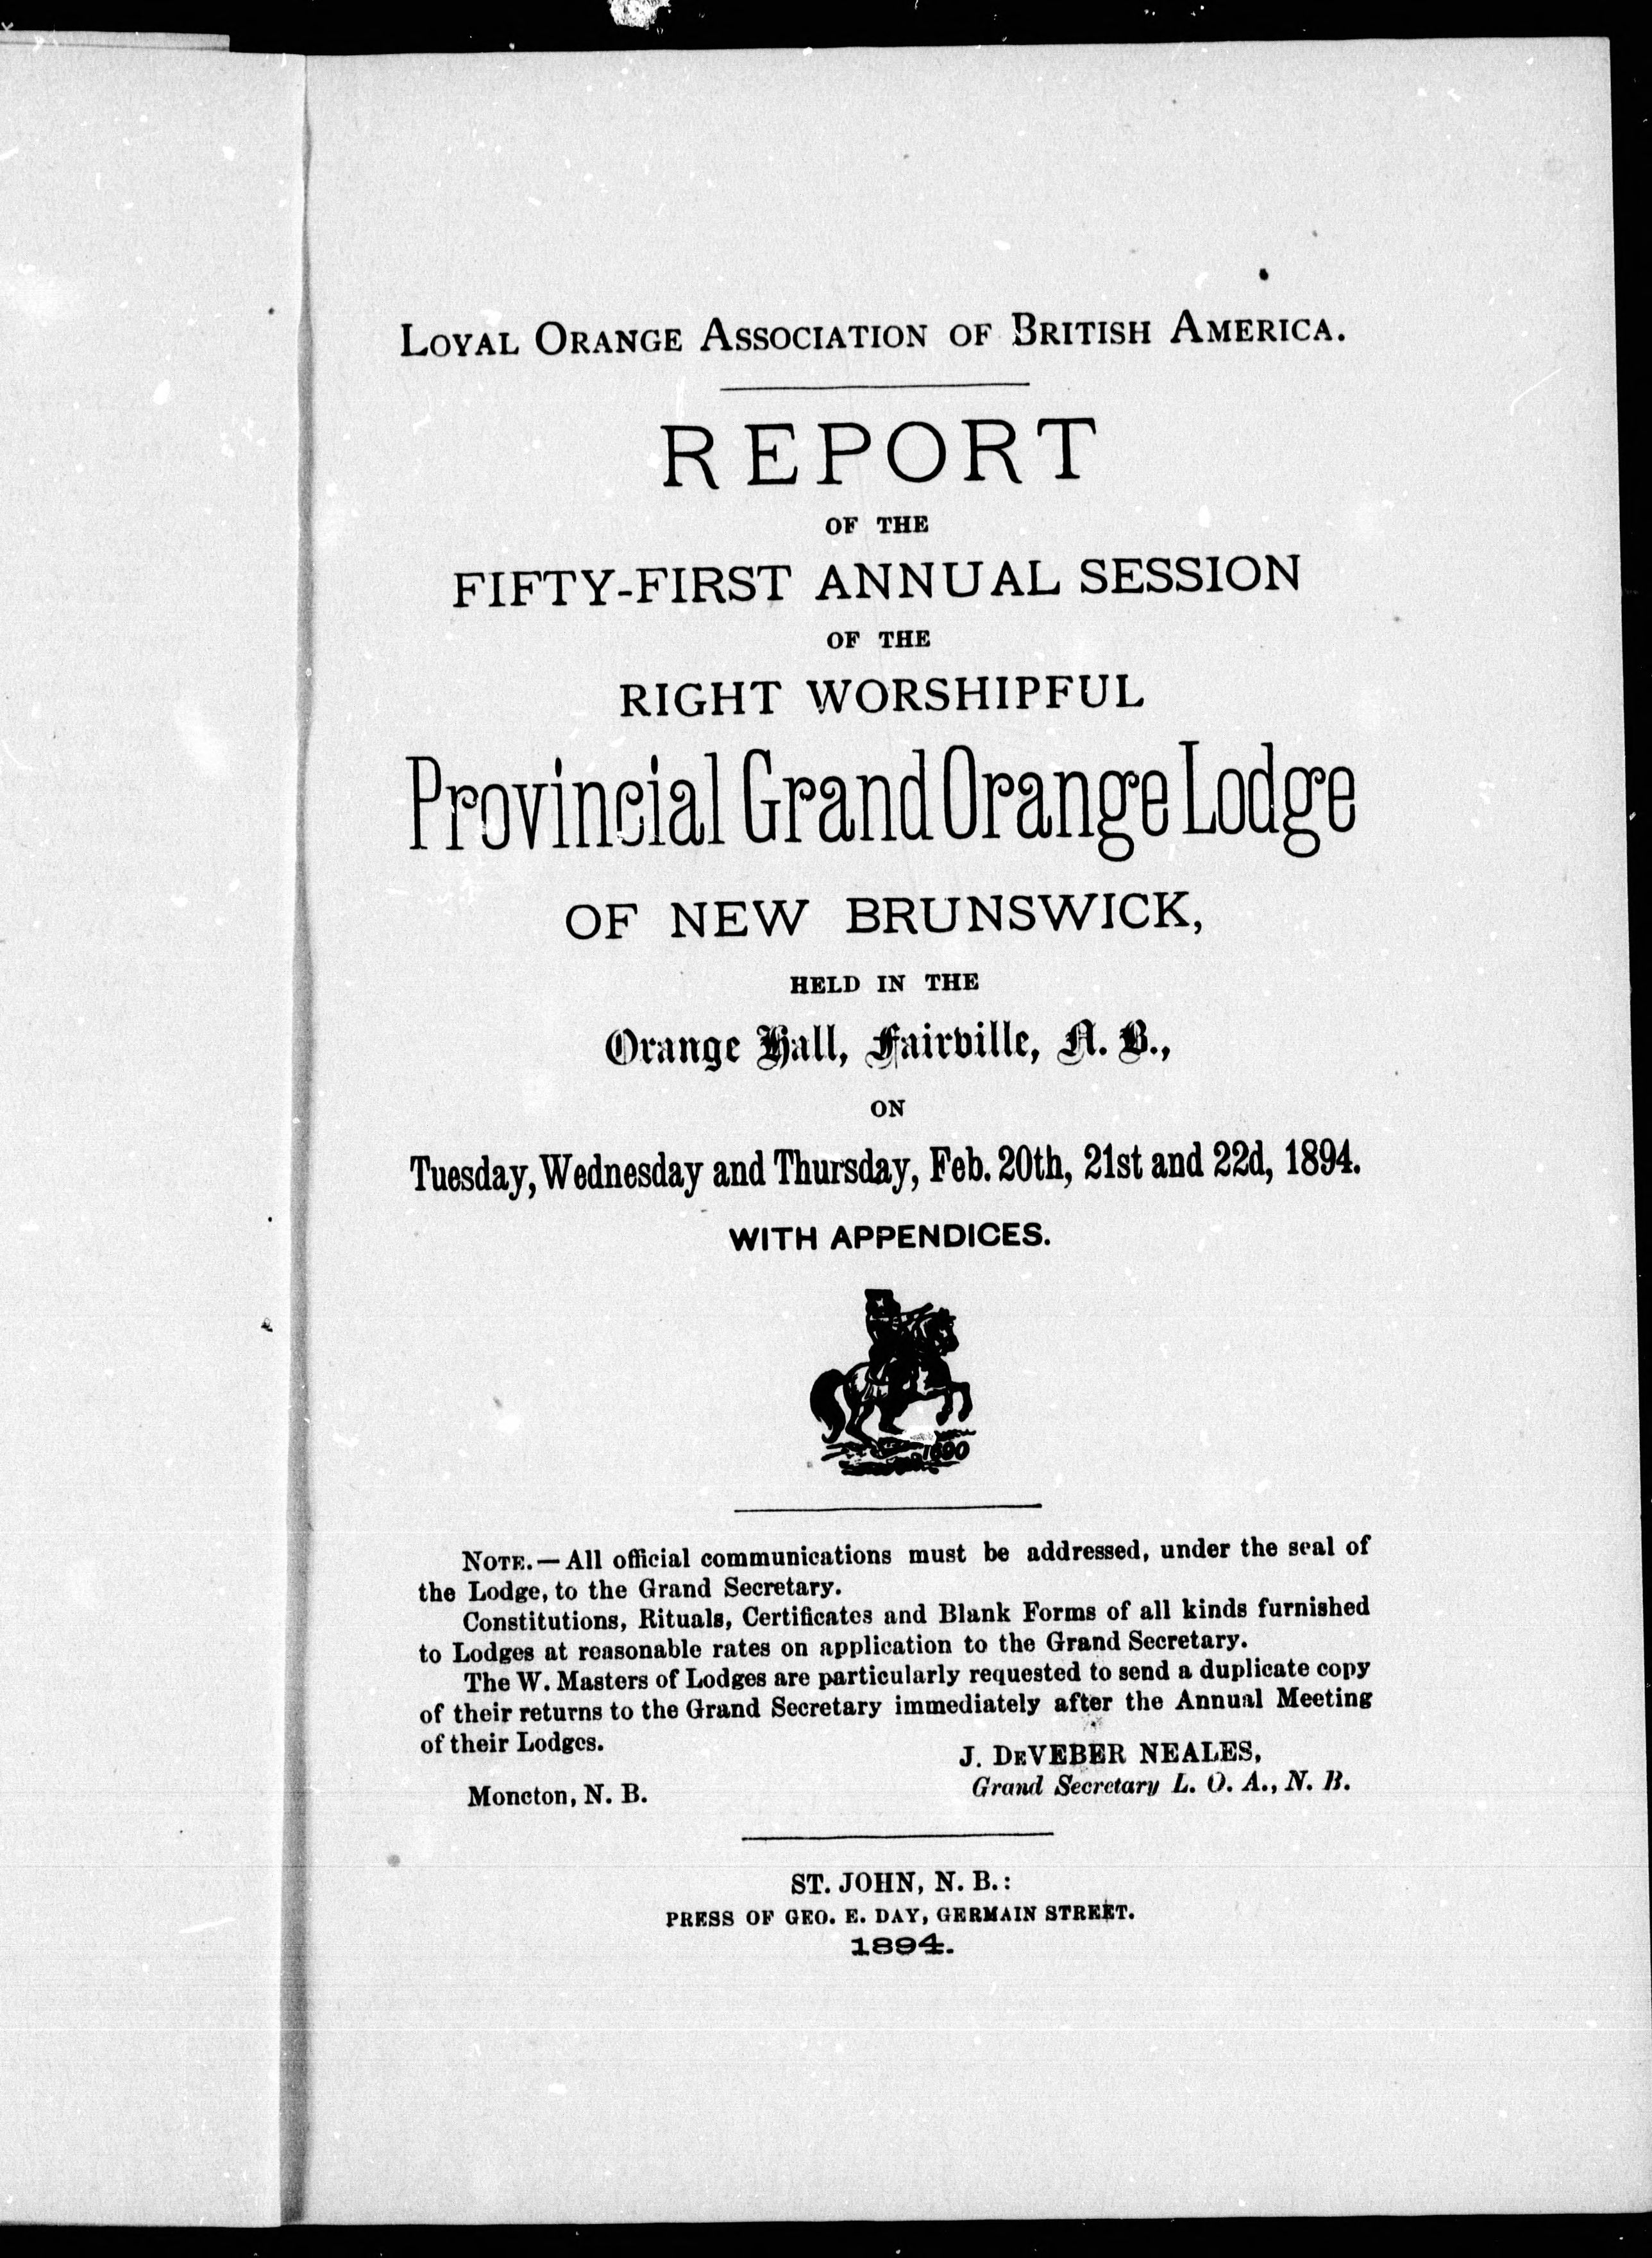 LOYAL ORANGE ASSOCIATION OF BRITISH AMERICA.
REPORT
OF THE
FIFTY-FIRST ANNUAL SESSION
OF THE
RIGHT WORSHIPFUL
Provincial Grand Orange Lodge
OF NEW BRUNSWICK,
HELD IN THE
Orange Hall, Fairville, N. B.,
ON
Tuesday, Wednesday and Thursday, Feb. 20th, 21st and 22d, 1894.
WITH APPENDICES.
1690
NOTE.—All official communications must be addressed, under the seal of
the Lodge, to the Grand Secretary.
Constitutions, Rituals, Certificates and Blank Forms of all kinds furnished
to Lodges at reasonable rates on application to the Grand Secretary.
The W. Masters of Lodges are particularly requested to send a duplicate copy
of their returns to the Grand Secretary immediately after the Annual Meeting
of their Lodges.
J. DEVEBER NEALES,
Grand Secretary L. O. A., N. B.
Moncton, N. B.
ST. JOHN, N. B.:
PRESS OF GEO. E. DAY, GERMAIN STREET.
1894.